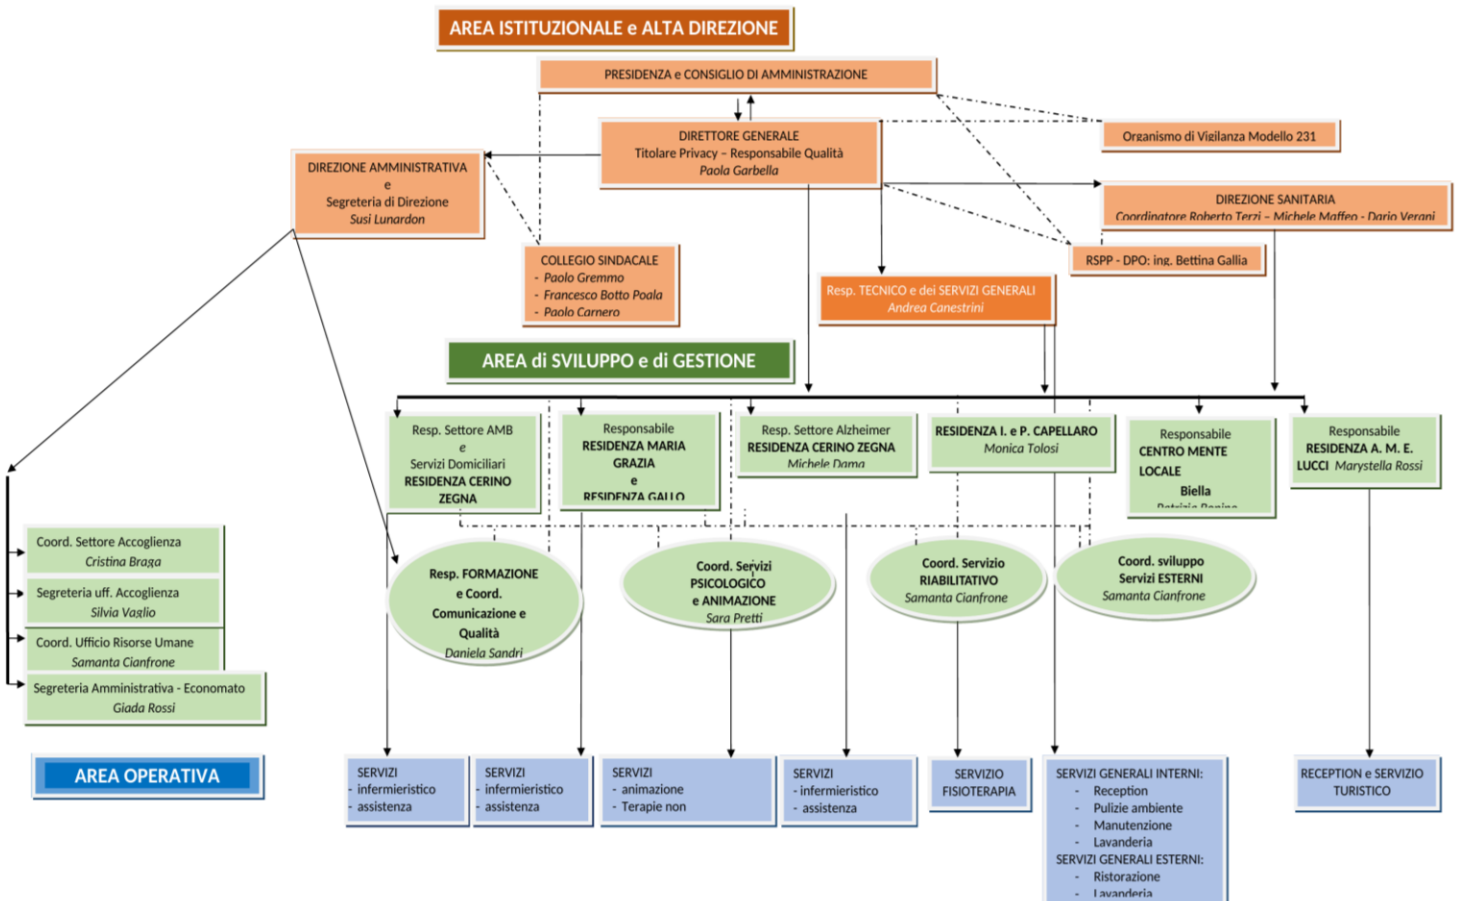 AREA ISTITUZIONALE e ALTA DIREZIONE
PRESIDENZA e CONSIGLIO DI AMMINISTRAZIONE
DIRETTORE GENERALE
Titolare Privacy – Responsabile Qualità
Paola Garbella
Organismo di Vigilanza Modello 231
DIREZIONE AMMINISTRATIVA
e
Segreteria di Direzione
Susi Lunardon
DIREZIONE SANITARIA
Coordinatore Roberto Terzi – Michele Maffeo - Dario Verani
COLLEGIO SINDACALE
- Paolo Gremmo
- Francesco Botto Poala
- Paolo Carnero
RSPP - DPO: ing. Bettina Gallia
Resp. TECNICO e dei SERVIZI GENERALI
Andrea Canestrini
AREA di SVILUPPO e di GESTIONE
Resp. Settore AMB
e
Servizi Domiciliari
RESIDENZA CERINO
ZEGNA
Responsabile
RESIDENZA MARIA
GRAZIA
e
RESIDENZA GALLO
Resp. Settore Alzheimer
RESIDENZA CERINO ZEGNA
Michele Dama
RESIDENZA I. e P. CAPELLARO
Monica Tolosi
Responsabile
CENTRO MENTE
LOCALE
Biella
Responsabile
RESIDENZA A. M. E.
LUCCI Marystella Rossi
Coord. Settore Accoglienza
Cristina Braga
Segreteria uff. Accoglienza
Silvia Vaglio
Coord. Ufficio Risorse Umane
Samanta Cianfrone
Segreteria Amministrativa - Economato
Giada Rossi
Resp. FORMAZIONE
e Coord.
Comunicazione e
Qualità
Daniela Sandri
Coord. Servizi
PSICOLOGICO
e ANIMAZIONE
Sara Pretti
Coord. Servizio
RIABILITATIVO
Samanta Cianfrone
Coord. sviluppo
Servizi ESTERNI
Samanta Cianfrone
AREA OPERATIVA
SERVIZI
- infermieristico
- assistenza
SERVIZI
- infermieristico
- assistenza
SERVIZI
- animazione
- Terapie non
SERVIZI
- infermieristico
- assistenza
SERVIZIO
FISIOTERAPIA
SERVIZI GENERALI INTERNI:
- Reception
- Pulizie ambiente
- Manutenzione
- Lavanderia
SERVIZI GENERALI ESTERNI:
- Ristorazione
- Lavanderia
RECEPTION e SERVIZIO
TURISTICO